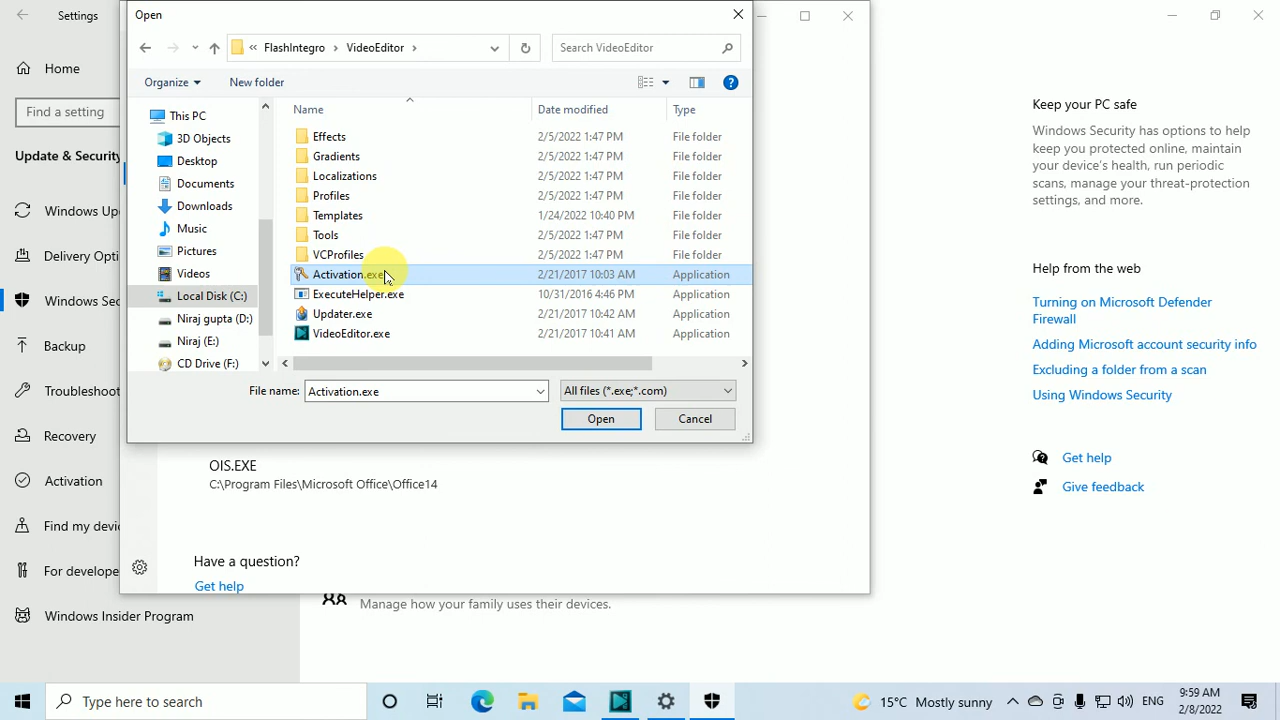 Settings
Open
« FlashIntegro › VideoEditor ›
Search VideoEditor
Home
Organize
New folder
Find a setting
Name
Date modified
Type
Update & Security
This PC
3D Objects
Desktop
Documents
Downloads
Music
Pictures
Videos
Local Disk (C:)
Niraj gupta (D:)
Niraj (E:)
CD Drive (F:)
Effects 2/5/2022 1:47 PM File folder
Gradients 2/5/2022 1:47 PM File folder
Localizations 2/5/2022 1:47 PM File folder
Profiles 2/5/2022 1:47 PM File folder
Templates 1/24/2022 10:40 PM File folder
Tools 2/5/2022 1:47 PM File folder
VCProfiles 2/5/2022 1:47 PM File folder
Activation.exe 2/21/2017 10:03 AM Application
ExecuteHelper.exe 10/31/2016 4:46 PM Application
Updater.exe 2/21/2017 10:42 AM Application
VideoEditor.exe 2/21/2017 10:41 AM Application
File name: Activation.exe
All files (*.exe;*.com)
Open
Cancel
Windows Up
Delivery Opti
Windows Sec
Backup
Troubleshoot
Recovery
Activation
Find my devi
For develope
Windows Insider Program
OIS.EXE
C:\Program Files\Microsoft Office\Office14
Have a question?
Get help
Manage how your family uses their devices.
Keep your PC safe
Windows Security has options to help
keep you protected online, maintain
your device's health, run periodic
scans, manage your threat-protection
settings, and more.
Help from the web
Turning on Microsoft Defender
Firewall
Adding Microsoft account security info
Excluding a folder from a scan
Using Windows Security
Get help
Give feedback
Type here to search
15°C Mostly sunny
ENG
9:59 AM
2/8/2022